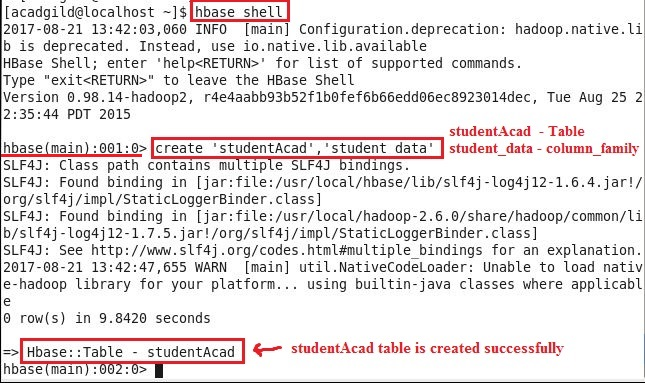 [acadgild@localhost ~]$ hbase shell
2017-08-21 13:42:03,060 INFO  [main] Configuration.deprecation: hadoop.native.li
b is deprecated. Instead, use io.native.lib.available
HBase Shell; enter 'help<RETURN>' for list of supported commands.
Type "exit<RETURN>" to leave the HBase Shell
Version 0.98.14-hadoop2, r4e4aabb93b52f1b0fef6b66edd06ec8923014dec, Tue Aug 25 2
2:35:44 PDT 2015
studentAcad  - Table
hbase(main):001:0> create 'studentAcad','student data' student_data - column_family
SLF4J: Class path contains multiple SLF4J bindings.
SLF4J: Found binding in [jar:file:/usr/local/hbase/lib/slf4j-log4j12-1.6.4.jar!/
org/slf4j/impl/StaticLoggerBinder.class]
SLF4J: Found binding in [jar:file:/usr/local/hadoop-2.6.0/share/hadoop/common/li
b/slf4j-log4j12-1.7.5.jar!/org/slf4j/impl/StaticLoggerBinder.class]
SLF4J: See http://www.slf4j.org/codes.html#multiple_bindings for an explanation.
2017-08-21 13:42:47,655 WARN  [main] util.NativeCodeLoader: Unable to load nativ
e-hadoop library for your platform... using builtin-java classes where applicabl
e
0 row(s) in 9.8420 seconds
=> Hbase::Table - studentAcad studentAcad table is created successfully
hbase(main):002:0>